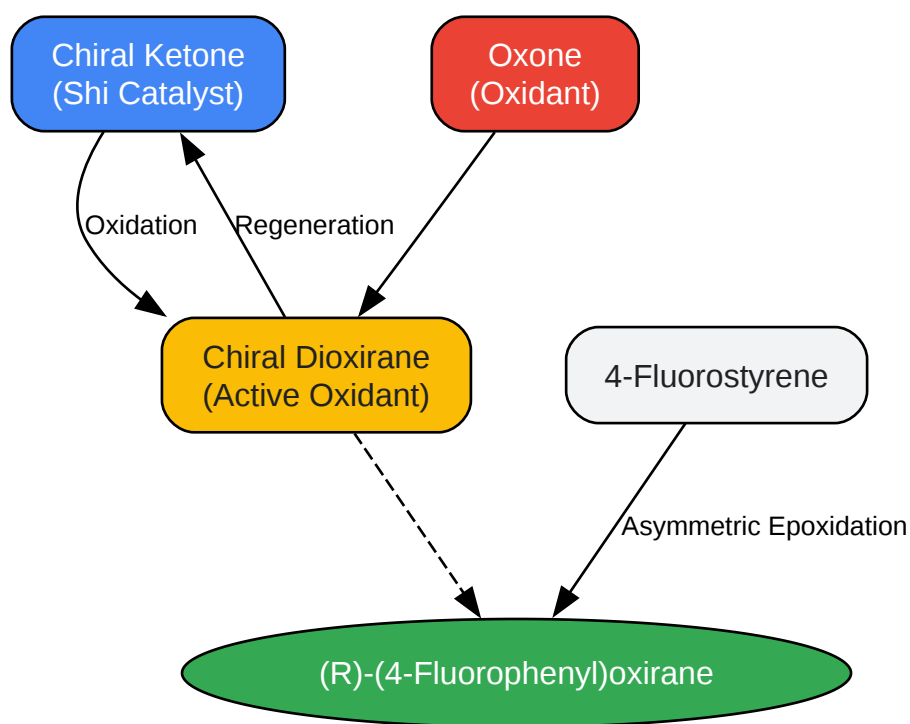 Chiral Ketone
(Shi Catalyst)
Oxone
(Oxidant)
Oxidation
Regeneration
Chiral Dioxirane
(Active Oxidant)
4-Fluorostyrene
Asymmetric Epoxidation
(R)-(4-Fluorophenyl)oxirane